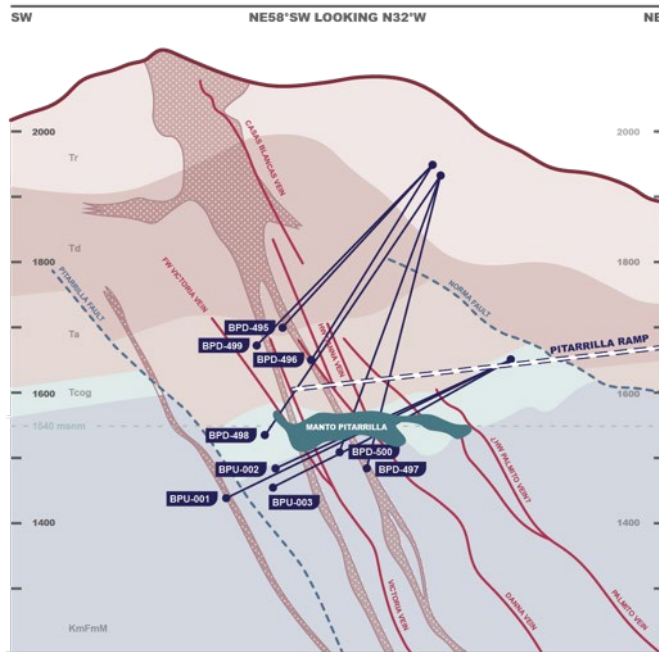 SW
NE58°SW LOOKING N32°W
NE
2000
2000
Tr
CASAS BLANCAS VEIN
1800
1800
Td
PITARRILLA FAULT
FW VICTORIA VEIN
NORMA FAULT
BPD-495
BPD-499
BPD-496
PITARRILLA RAMP
Ta
1600
1600
Tcog
1540 msnm
MANTO PITARRILLA
BPD-498
BPD-500
BPU-002
BPD-497
BPU-001
BPU-003
LHW PALMITO VEIN?
1400
1400
VICTORIA VEIN
DANNA VEIN
PALMITO VEIN
KmFmM